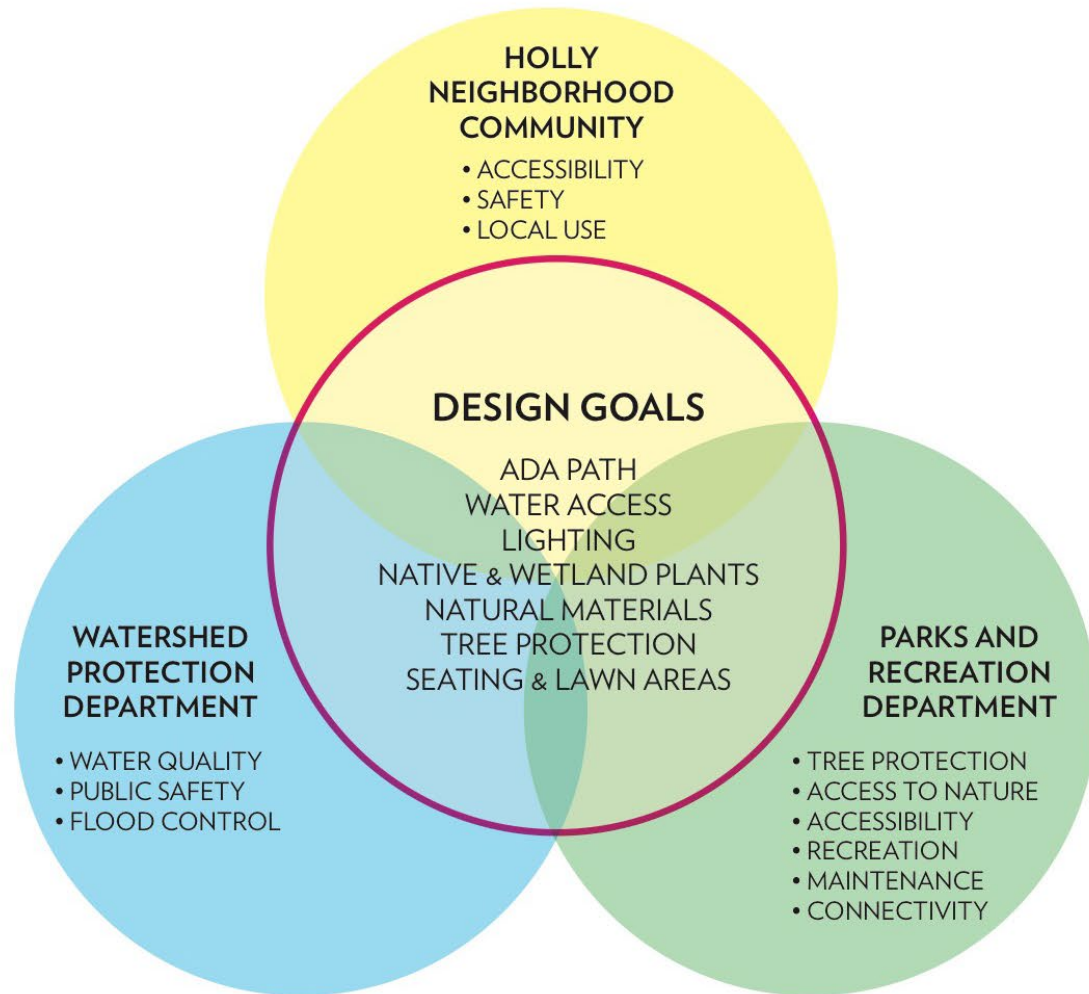 HOLLY
NEIGHBORHOOD
COMMUNITY
• ACCESSIBILITY
• SAFETY
• LOCAL USE
DESIGN GOALS
ADA PATH
WATER ACCESS
LIGHTING
NATIVE & WETLAND PLANTS
NATURAL MATERIALS
TREE PROTECTION
SEATING & LAWN AREAS
WATERSHED
PROTECTION
DEPARTMENT
• WATER QUALITY
• PUBLIC SAFETY
• FLOOD CONTROL
PARKS AND
RECREATION
DEPARTMENT
• TREE PROTECTION
• ACCESS TO NATURE
• ACCESSIBILITY
• RECREATION
• MAINTENANCE
• CONNECTIVITY